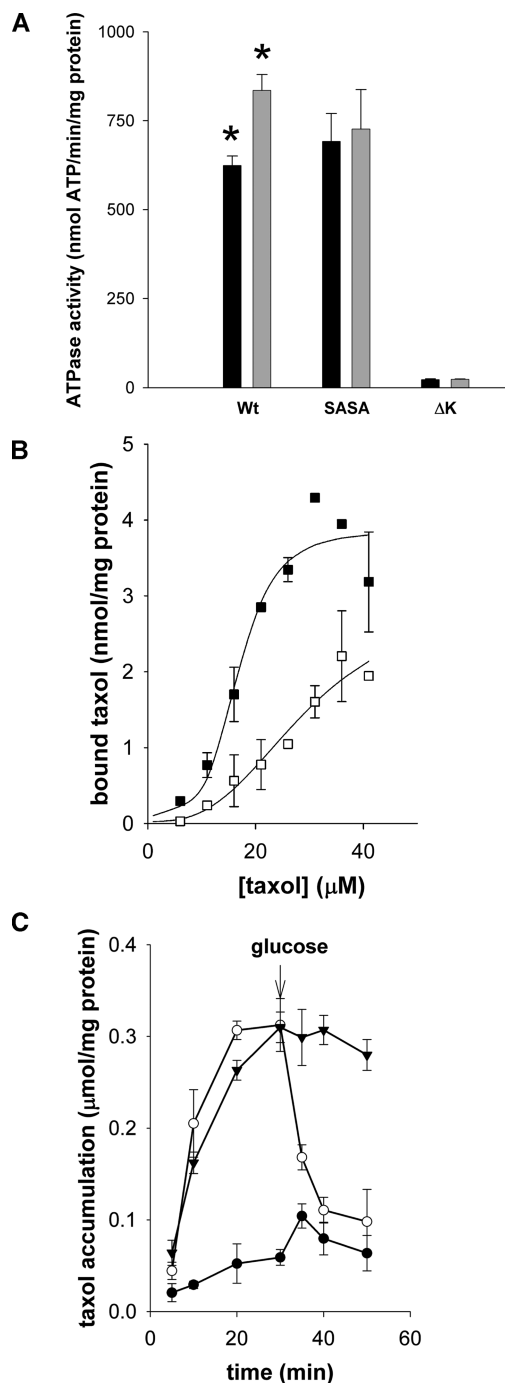 A
ATPase activity (nmol ATP/min/mg protein)
1000
750
500
250
0
*
*
Wt SASA ΔK
B
bound taxol (nmol/mg protein)
5
4
3
2
1
0
0 20 40
[taxol] (μM)
C
taxol accumulation (μmol/mg protein)
glucose
0.4
0.3
0.2
0.1
0.0
0 20 40 60
time (min)